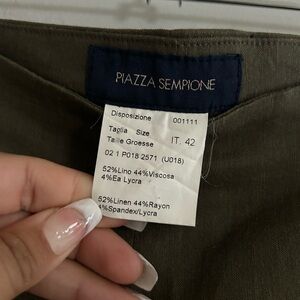 PIAZZA SEMPIONE
Disposizione 001111
Taglia Size IT. 42
Taille Groesse
02 1 P018 2571 (U018)
52%Lino 44%Viscosa
4%Ea Lycra
52%Linen 44%Rayon
4%Spandex/Lycra